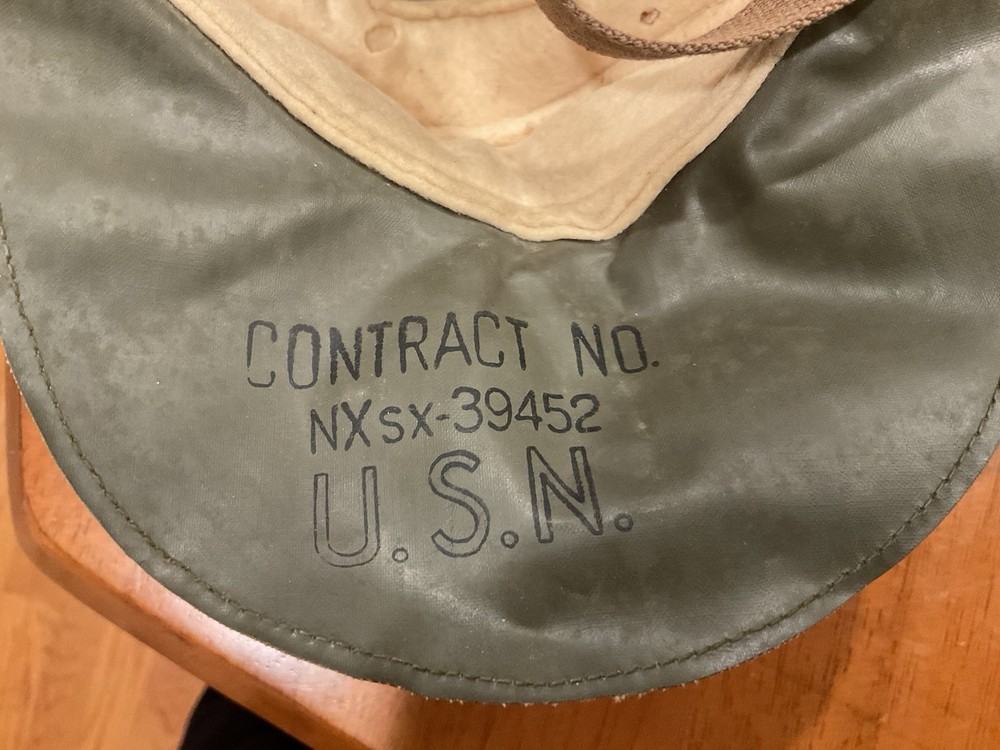 CONTRACT NO.
NXsx-39452
U.S.N.